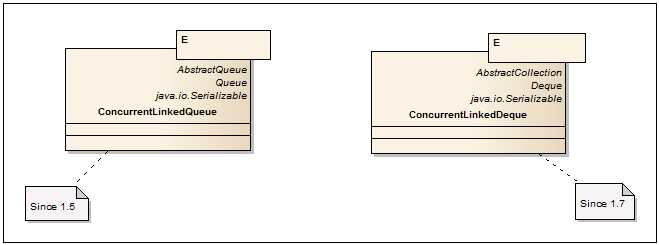 E
AbstractQueue
Queue
java.io.Serializable
ConcurrentLinkedQueue
Since 1.5
E
AbstractCollection
Deque
java.io.Serializable
ConcurrentLinkedDeque
Since 1.7